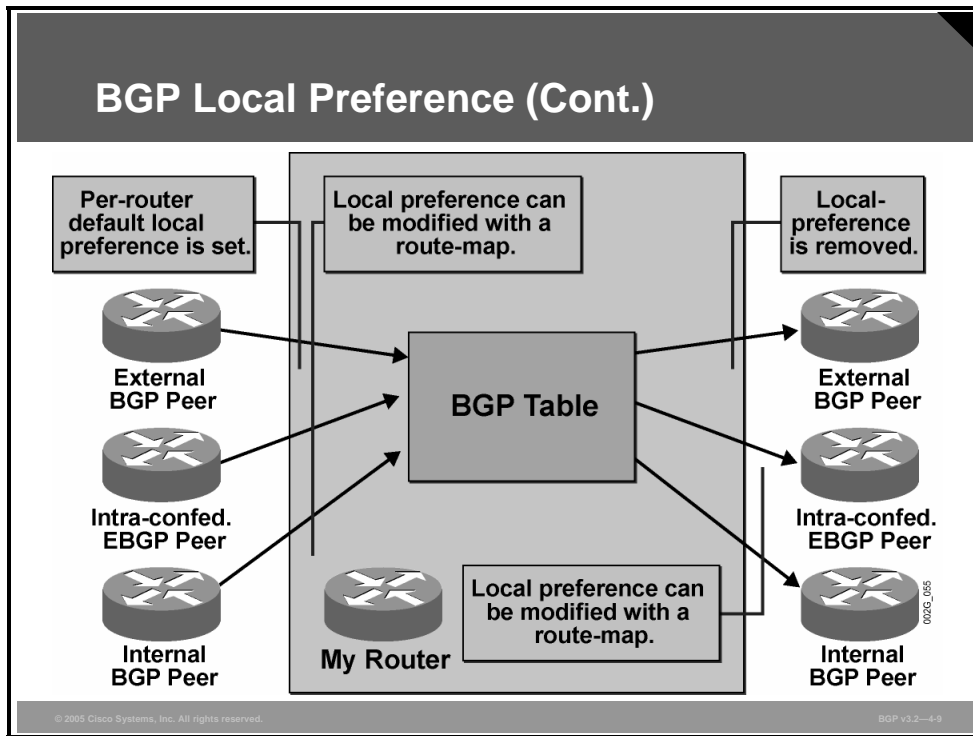 BGP Local Preference (Cont.)
Per-router
default local
preference is set.
Local preference can
be modified with a
route-map.
Local-
preference
is removed.
External
BGP Peer
Intra-confed.
EBGP Peer
Internal
BGP Peer
BGP Table
My Router
Local preference can
be modified with a
route-map.
External
BGP Peer
Intra-confed.
EBGP Peer
Internal
BGP Peer
002G_055
© 2005 Cisco Systems, Inc. All rights reserved.
BGP v3.2—4-9